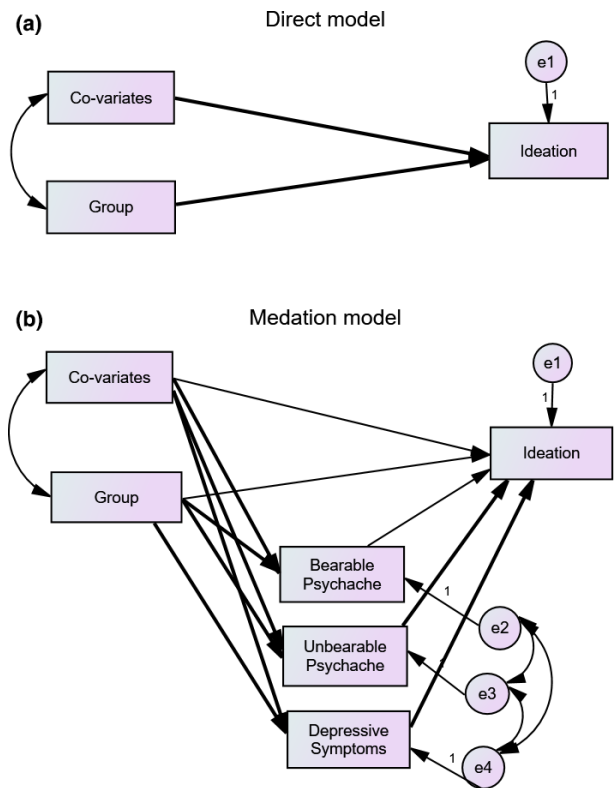 (a)
Direct model
Co-variates
e1
1
Ideation
Group
(b)
Medation model
Co-variates
e1
1
Ideation
Group
Bearable
Psychache
1
e2
Unbearable
Psychache
e3
Depressive
Symptoms
1
e4